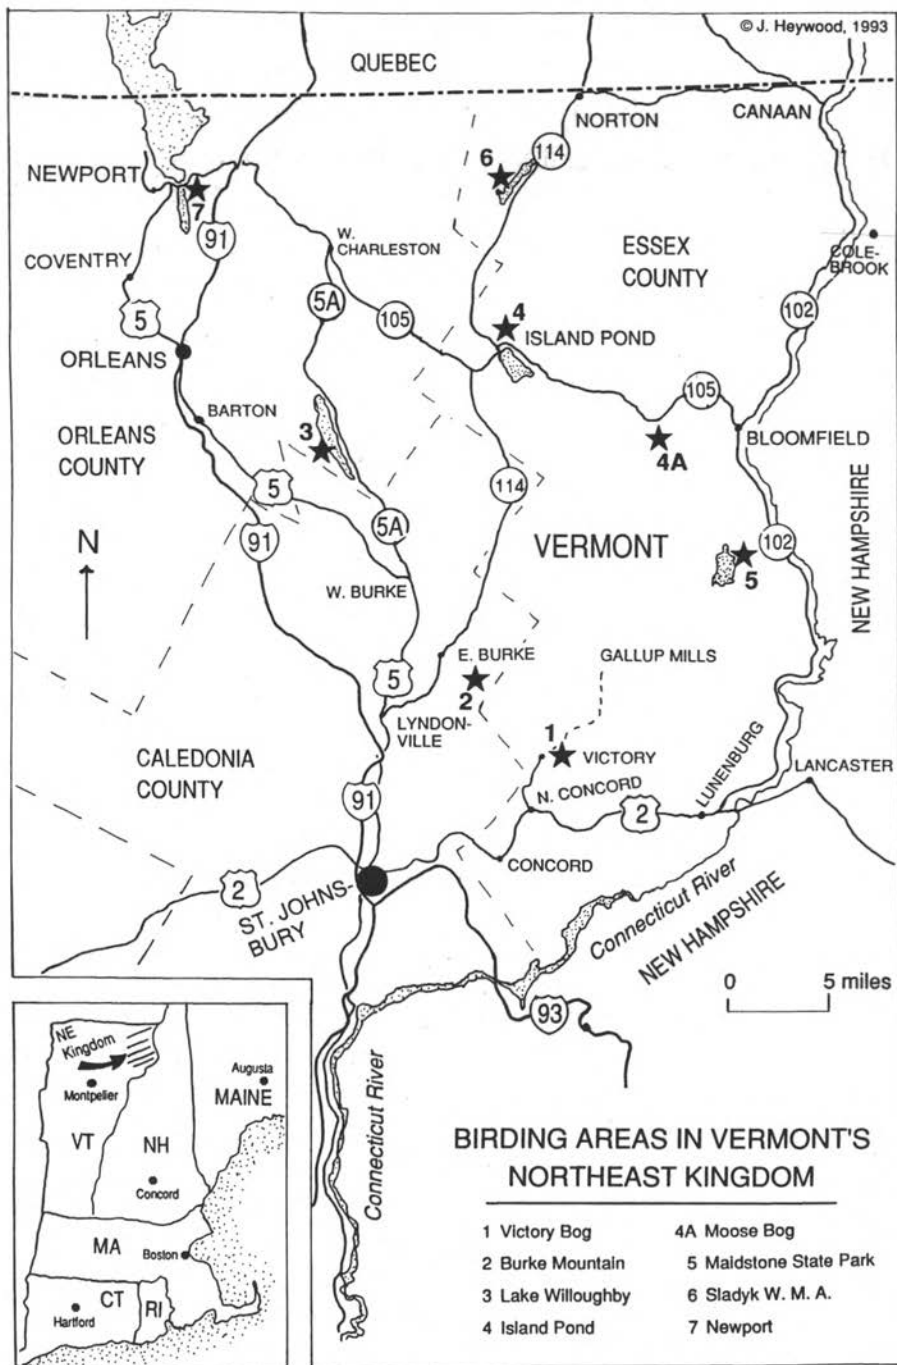 © J. Heywood, 1993
QUEBEC
NORTON
CANAAN
114
6
NEWPORT
7
91
W.
CHARLESTON
ESSEX
COUNTY
COLE-
BROOK
COVENTRY
5
5A
105
4
ISLAND POND
102
ORLEANS
BARTON
105
BLOOMFIELD
ORLEANS
COUNTY
3
4A
5
114
91
5A
VERMONT
102
5
NEW HAMPSHIRE
N
W. BURKE
E. BURKE
GALLUP MILLS
2
5
LYNDON-
VILLE
1
VICTORY
CALEDONIA
COUNTY
91
N. CONCORD
2
LUNENBURG
LANCASTER
CONCORD
2
ST. JOHNS-
BURY
Connecticut River
NEW HAMPSHIRE
0 5 miles
93
Connecticut River
NE
Kingdom
Montpelier
Augusta
MAINE
VT
NH
Concord
MA
Boston
CT
RI
Hartford
BIRDING AREAS IN VERMONT'S
NORTHEAST KINGDOM
1 Victory Bog
2 Burke Mountain
3 Lake Willoughby
4 Island Pond
4A Moose Bog
5 Maidstone State Park
6 Sladyk W. M. A.
7 Newport